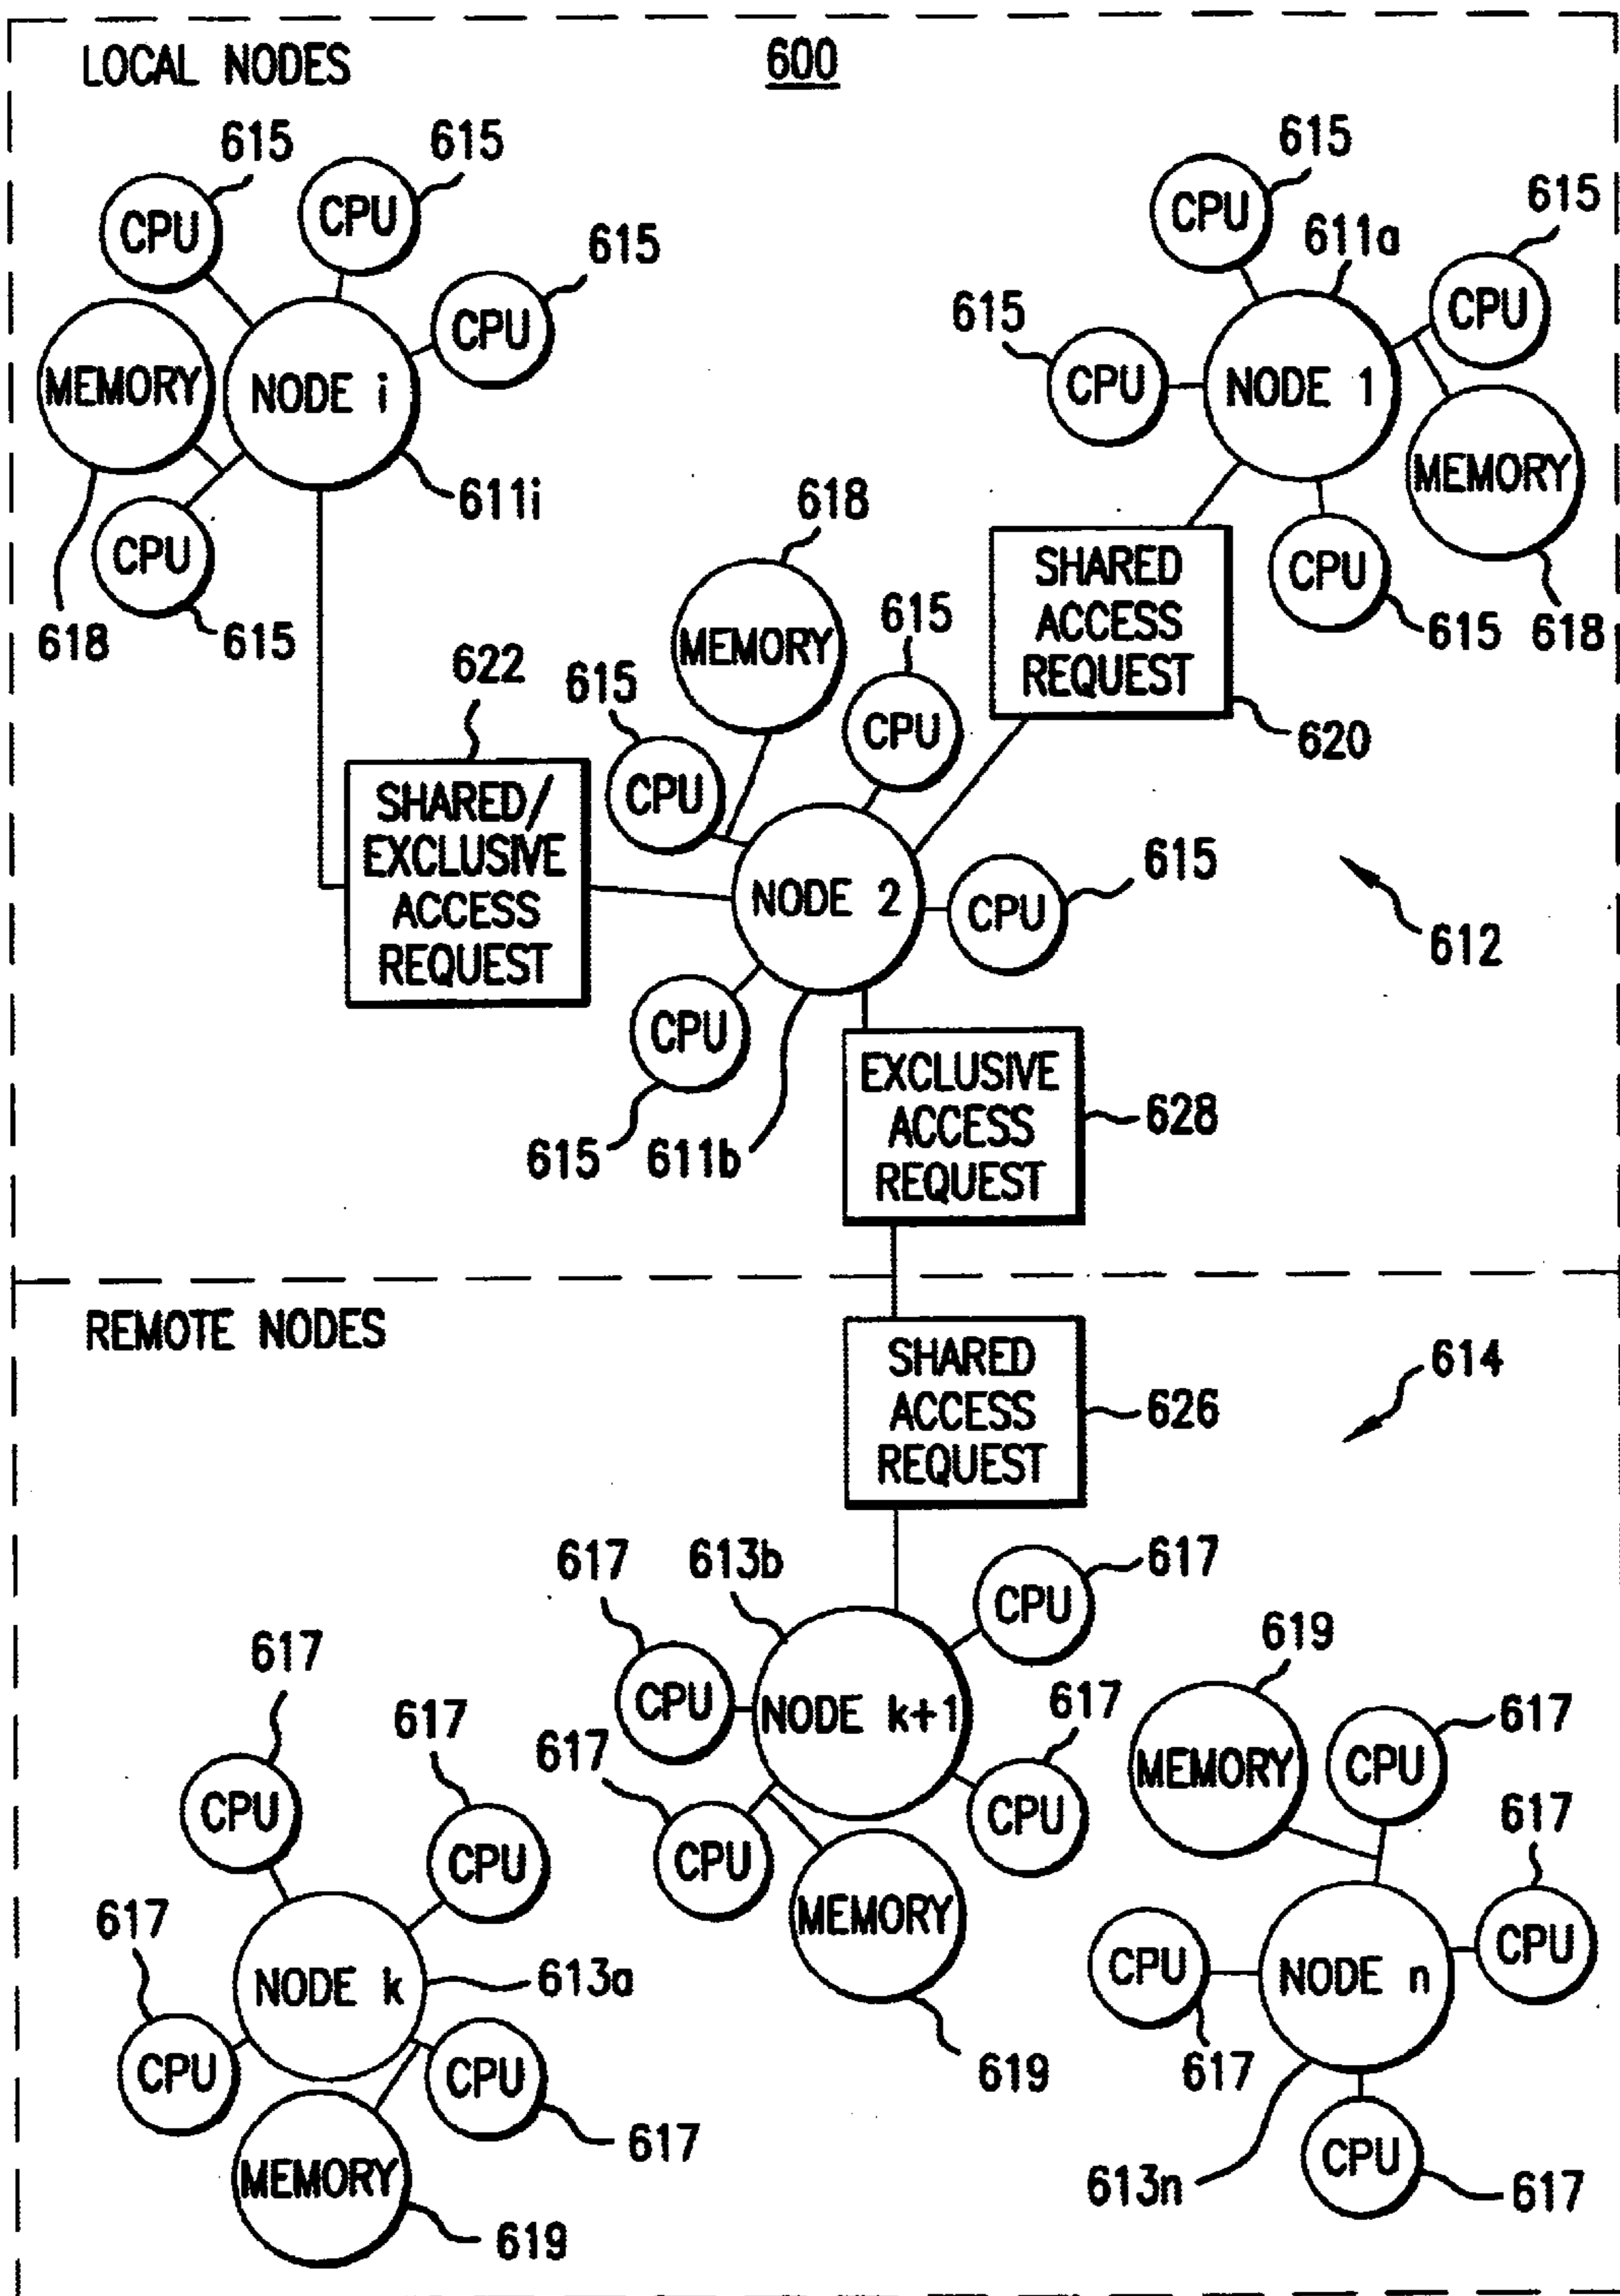 LOCAL NODES
600
615
615
615
CPU
CPU
CPU
MEMORY
NODE i
611i
CPU
618
615
615
611a
615
615
CPU
CPU
CPU
NODE 1
MEMORY
CPU
615
618
SHARED
ACCESS
REQUEST
620
618
MEMORY
615
615
622
CPU
CPU
SHARED/
EXCLUSIVE
ACCESS
REQUEST
NODE 2
CPU
615
612
CPU
615
611b
EXCLUSIVE
ACCESS
REQUEST
628
REMOTE NODES
SHARED
ACCESS
REQUEST
626
614
617
613b
617
CPU
CPU
NODE k+1
617
617
CPU
CPU
MEMORY
619
617
617
CPU
CPU
617
NODE k
613a
CPU
CPU
617
MEMORY
619
619
MEMORY
CPU
617
617
CPU
CPU
NODE n
617
613n
CPU
617